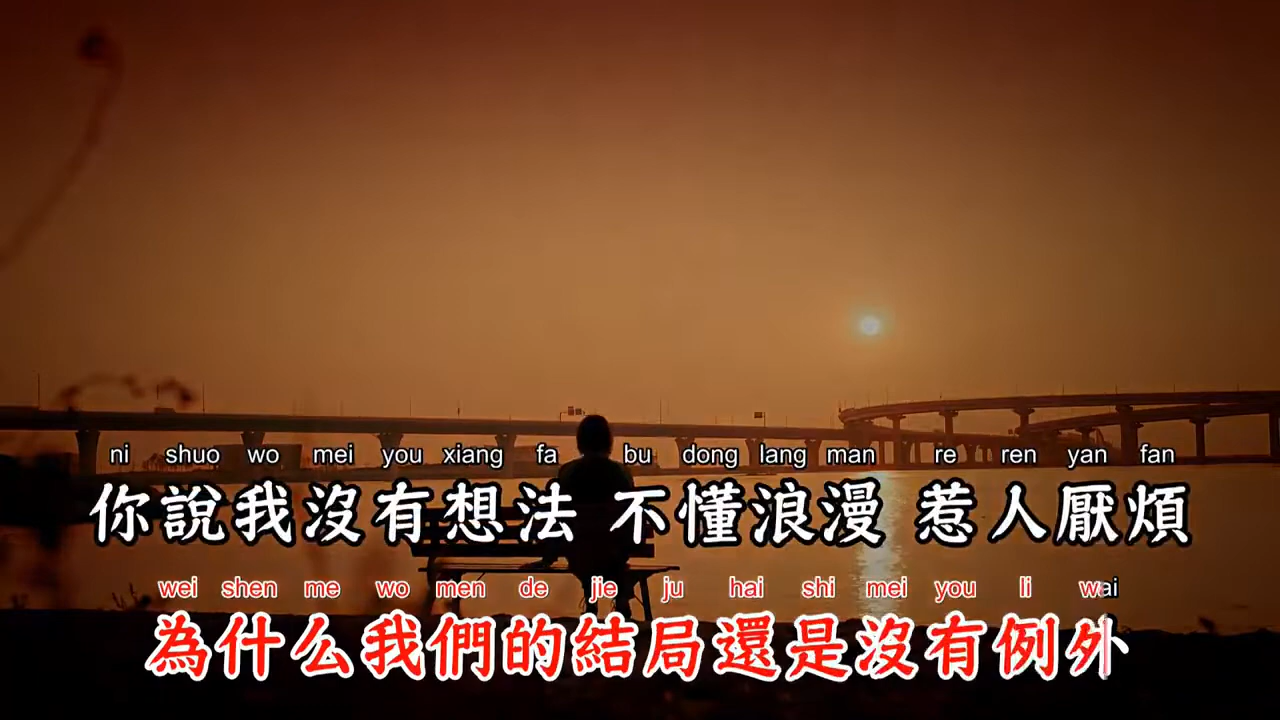 ni shuo wo mei you xiang fa bu dong lang man re ren yan fan
你說我沒有想法 不懂浪漫 惹人厭煩
wei shen me wo men de jie ju hai shi mei you li wai
為什么我們的結局還是沒有例外